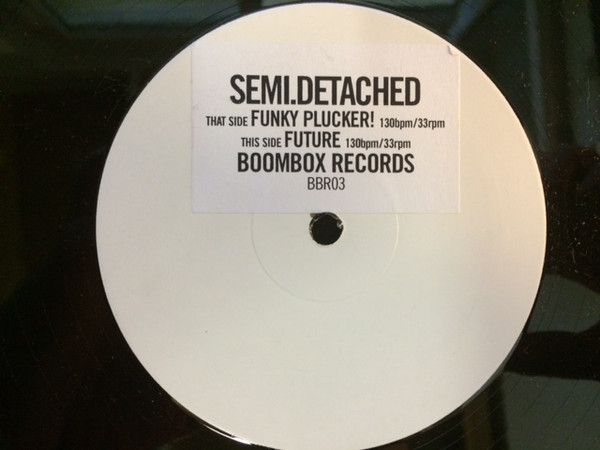 SEMI.DETACHED
THAT SIDE FUNKY PLUCKER! 130bpm/33rpm
THIS SIDE FUTURE 130bpm/33rpm
BOOMBOX RECORDS
BBR03